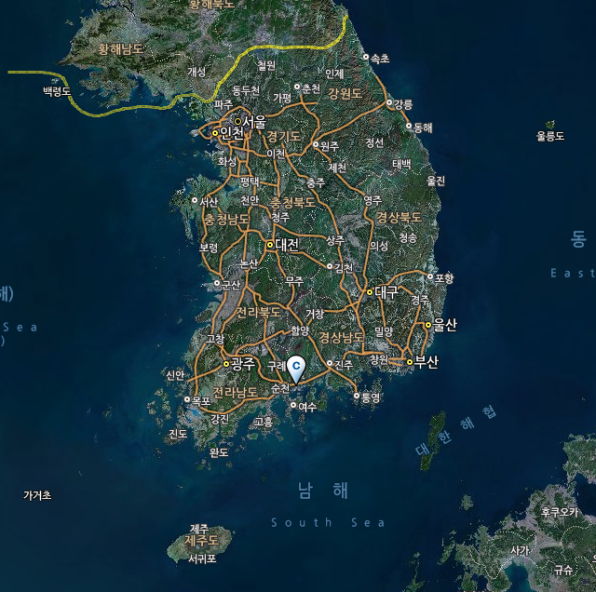 황해북도
황해남도
속초
개성
철원
인제
백령도
동두천
춘천
가평
강원도
파주
강릉
서울
동해
인천
경기도
울릉도
원주
정선
이천
화성
제천
태백
평택
충주
울진
서산
천안
충청북도
영주
충청남도
청주
경상북도
상주
청송
동
보령
대전
의성
논산
김천
East
무주
포항
해)
군산
대구
경주
전라북도
거창
Sea
울산
)
고창
함양
경상남도
밀양
광주
구례
C
진주
창원
부산
신안
전라남도
순천
목포
여수
통영
강진
고흥
진도
대한해협
완도
남해
가거초
South Sea
후쿠오카
제주
제주도
사가
서귀포
규슈